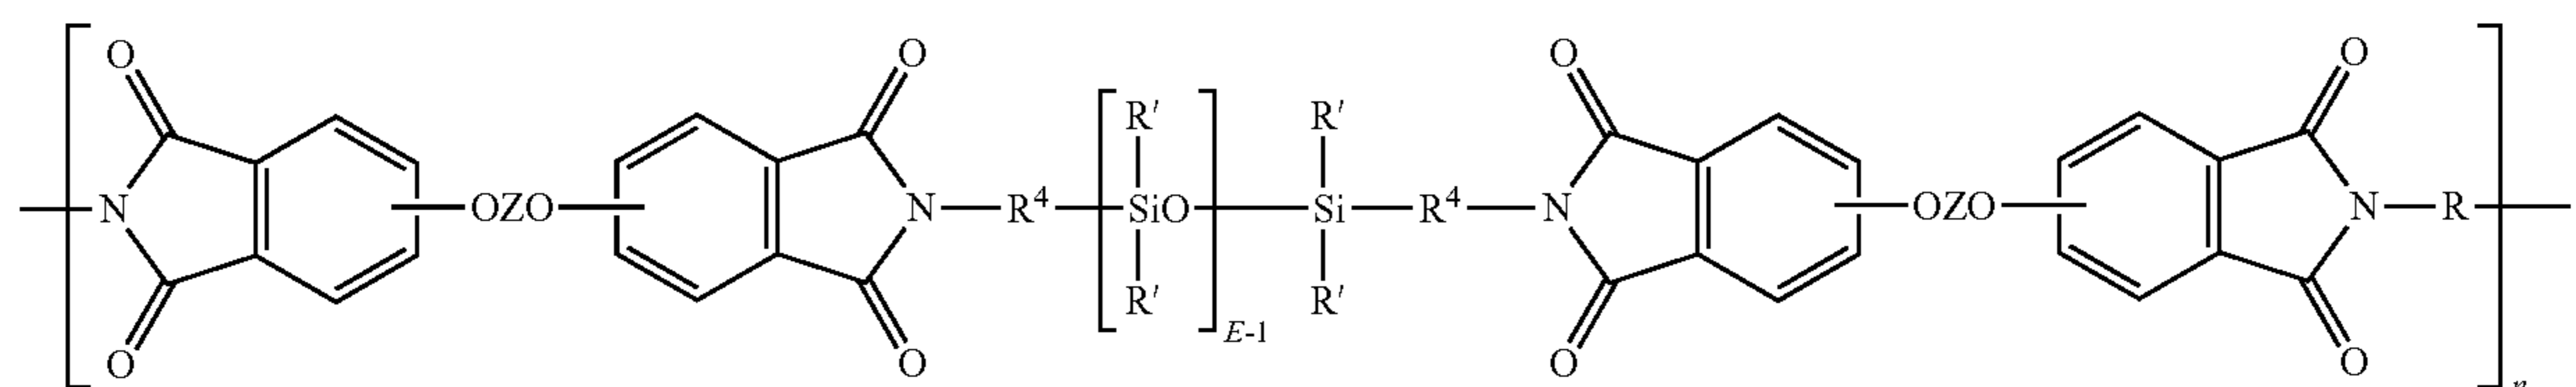 O O O O
R′ R′
N OZO N R⁴ SiO Si R⁴ N OZO N R
R′ R′
E-1
O O O O
n